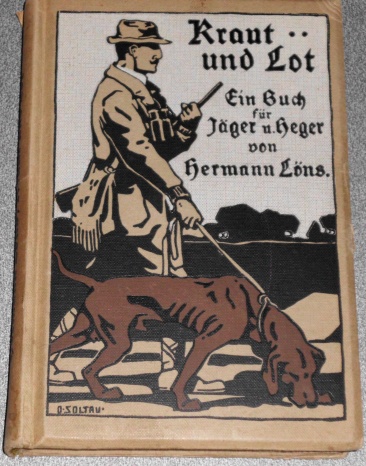 Kraut ··
und Lot
Ein Buch
für
Jäger u. Heger
von
Hermann Löns.
O·SOLTAU·